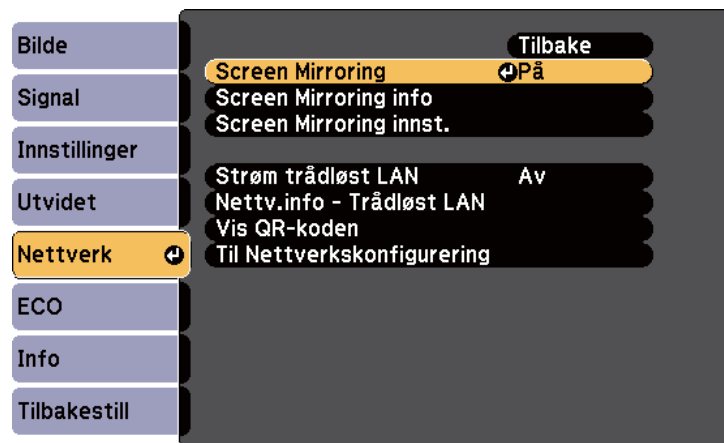 Bilde
Signal
Innstillinger
Utvidet
Nettverk
ECO
Info
Tilbakestill
Tilbake
Screen Mirroring På
Screen Mirroring info
Screen Mirroring innst.
Strøm trådløst LAN Av
Nettv.info - Trådløst LAN
Vis QR-koden
Til Nettverkskonfigurering